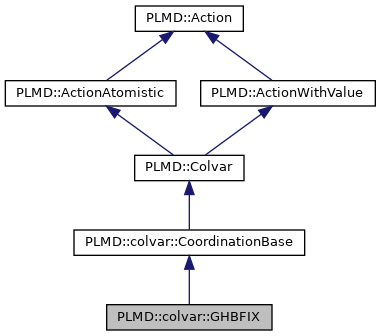 PLMD::Action
PLMD::ActionAtomistic
PLMD::ActionWithValue
PLMD::Colvar
PLMD::colvar::CoordinationBase
PLMD::colvar::GHBFIX